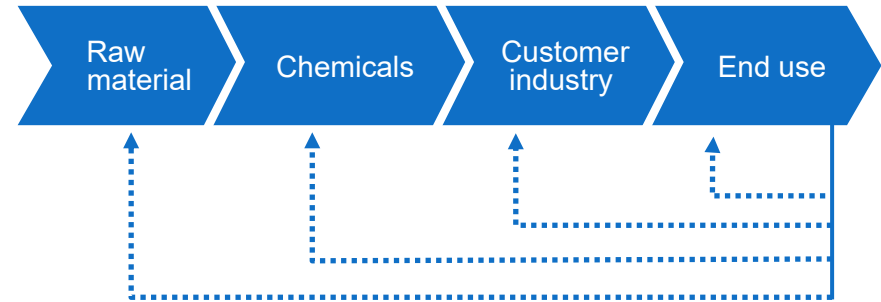 Raw
material
Chemicals
Customer
industry
End use